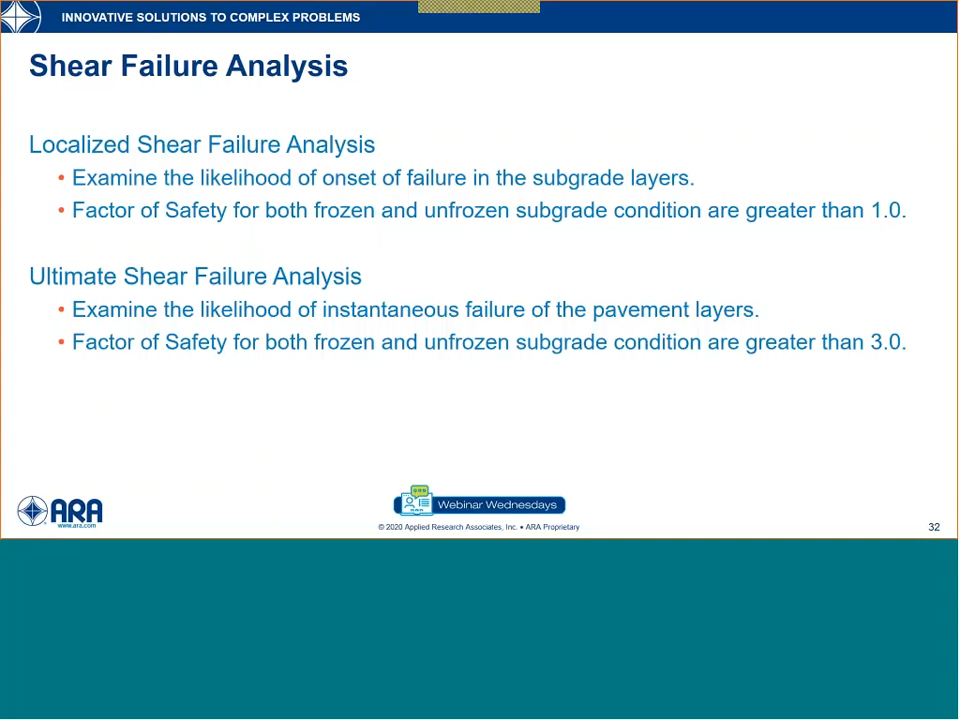 INNOVATIVE SOLUTIONS TO COMPLEX PROBLEMS
Shear Failure Analysis
Localized Shear Failure Analysis
• Examine the likelihood of onset of failure in the subgrade layers.
• Factor of Safety for both frozen and unfrozen subgrade condition are greater than 1.0.
Ultimate Shear Failure Analysis
• Examine the likelihood of instantaneous failure of the pavement layers.
• Factor of Safety for both frozen and unfrozen subgrade condition are greater than 3.0.
ARA
www.ara.com
Webinar Wednesdays
© 2020 Applied Research Associates, Inc. • ARA Proprietary
32